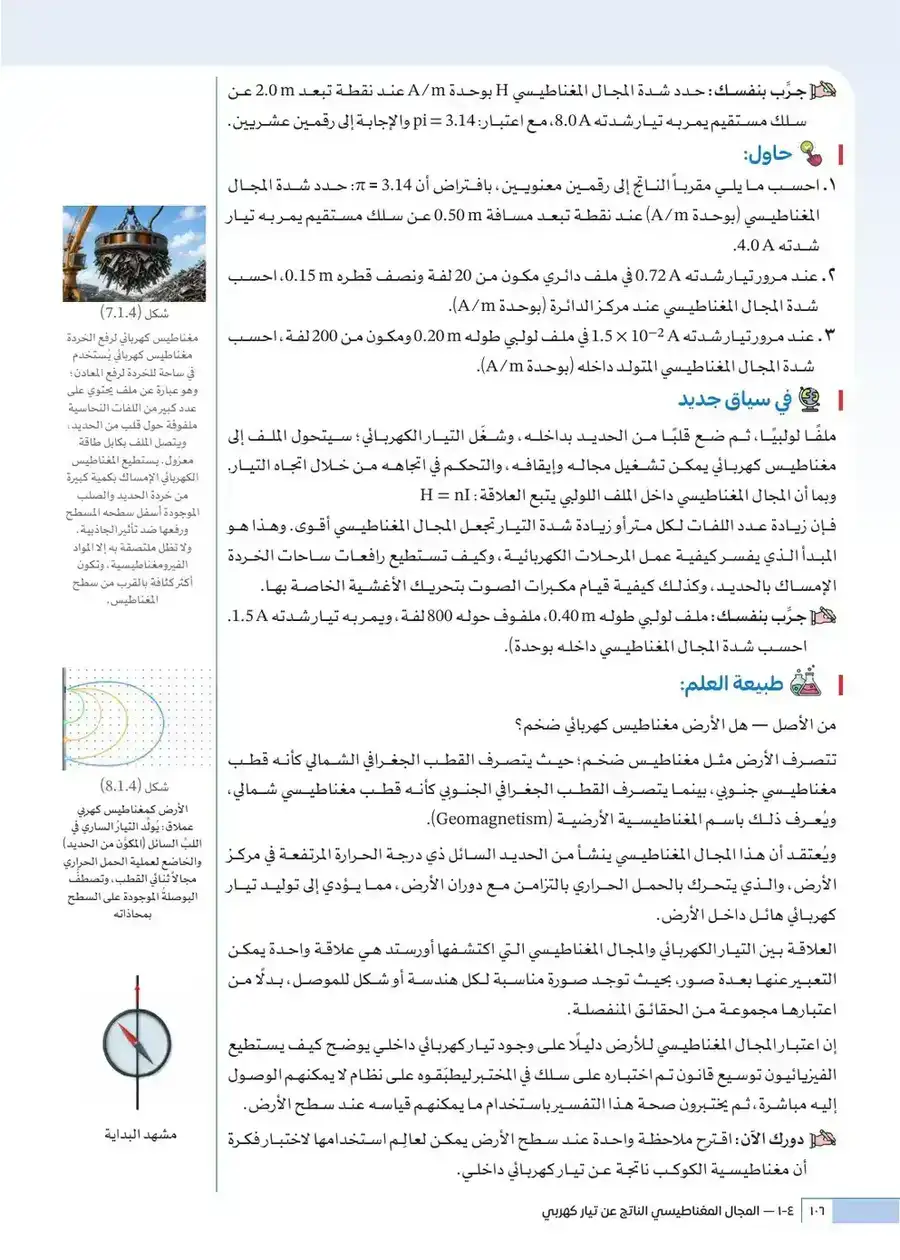 جرِّب بنفسك: حدد شدة المجال المغناطيسي H بوحدة A/m عند نقطة تبعد 2.0 m عن
سلك مستقيم يمر به تيار شدته 8.0 A، مع اعتبار: pi = 3.14 والإجابة إلى رقمين عشريين.
حاول:
١. احسب ما يلي مقرباً الناتج إلى رقمين معنويين، بافتراض أن π = 3.14: حدد شدة المجال
المغناطيسي (بوحدة A/m) عند نقطة تبعد مسافة 0.50 m عن سلك مستقيم يمر به تيار
شدته 4.0 A.
٢. عند مرور تيار شدته 0.72 A في ملف دائري مكون من 20 لفة ونصف قطره 0.15 m، احسب
شدة المجال المغناطيسي عند مركز الدائرة (بوحدة A/m).
٣. عند مرور تيار شدته 1.5 × 10⁻² A في ملف لولبي طوله 0.20 m ومكون من 200 لفة، احسب
شدة المجال المغناطيسي المتولد داخله (بوحدة A/m).
في سياق جديد
ملفًا لولبيًا، ثم ضع قلبًا من الحديد بداخله، وشغَّل التيار الكهربائي؛ سيتحول الملف إلى
مغناطيس كهربائي يمكن تشغيل مجاله وإيقافه، والتحكم في اتجاهه من خلال اتجاه التيار.
وبما أن المجال المغناطيسي داخل الملف اللولبي يتبع العلاقة: H = nI
فإن زيادة عدد اللفات لكل متر أو زيادة شدة التيار تجعل المجال المغناطيسي أقوى. وهذا هو
المبدأ الذي يفسر كيفية عمل المرحلات الكهربائية، وكيف تستطيع رافعات ساحات الخردة
الإمساك بالحديد، وكذلك كيفية قيام مكبرات الصوت بتحريك الأغشية الخاصة بها.
جرِّب بنفسك: ملف لولبي طوله 0.40 m، ملفوف حوله 800 لفة، ويمر به تيار شدته 1.5 A.
احسب شدة المجال المغناطيسي داخله بوحدة).
طبيعة العلم:
من الأصل — هل الأرض مغناطيس كهربائي ضخم؟
تتصرف الأرض مثل مغناطيس ضخم؛ حيث يتصرف القطب الجغرافي الشمالي كأنه قطب
مغناطيسي جنوبي، بينما يتصرف القطب الجغرافي الجنوبي كأنه قطب مغناطيسي شمالي،
ويُعرف ذلك باسم المغناطيسية الأرضية (Geomagnetism).
ويُعتقد أن هذا المجال المغناطيسي ينشأ من الحديد السائل ذي درجة الحرارة المرتفعة في مركز
الأرض، والذي يتحرك بالحمل الحراري بالتزامن مع دوران الأرض، مما يؤدي إلى توليد تيار
كهربائي هائل داخل الأرض.
العلاقة بين التيار الكهربائي والمجال المغناطيسي التي اكتشفها أورستد هي علاقة واحدة يمكن
التعبير عنها بعدة صور، بحيث توجد صورة مناسبة لكل هندسة أو شكل للموصل، بدلًا من
اعتبارها مجموعة من الحقائق المنفصلة.
إن اعتبار المجال المغناطيسي للأرض دليلًا على وجود تيار كهربائي داخلي يوضح كيف يستطيع
الفيزيائيون توسيع قانون تم اختباره على سلك في المختبر ليطبّقوه على نظام لا يمكنهم الوصول
إليه مباشرة، ثم يختبرون صحة هذا التفسير باستخدام ما يمكنهم قياسه عند سطح الأرض.
دورك الآن: اقترح ملاحظة واحدة عند سطح الأرض يمكن لعالِم استخدامها لاختبار فكرة
أن مغناطيسية الكوكب ناتجة عن تيار كهربائي داخلي.
شكل (7.1.4)
مغناطيس كهربائي لرفع الخردة
مغناطيس كهربائي يُستخدم
في ساحة للخردة لرفع المعادن؛
وهو عبارة عن ملف يحتوي على
عدد كبير من اللفات النحاسية
ملفوفة حول قلب من الحديد،
ويتصل الملف بكابل طاقة
معزول. يستطيع المغناطيس
الكهربائي الإمساك بكمية كبيرة
من خردة الحديد والصلب
الموجودة أسفل سطحه المسطح
ورفعها ضد تأثير الجاذبية.
ولا تظل ملتصقة به إلا المواد
الفيرومغناطيسية، وتكون
أكثر كثافة بالقرب من سطح
المغناطيس.
شكل (8.1.4)
الأرض كمغناطيس كهربي
عملاق: يُولّد التيارُ الساري في
اللبّ السائل (المكوّن من الحديد)
والخاضع لعملية الحمل الحراري
مجالاً ثنائي القطب، وتصطفّ
البوصلةُ الموجودة على السطح
بمحاذاته
مشهد البداية
١٠٦ ٤-١ — المجال المغناطيسي الناتج عن تيار كهربي